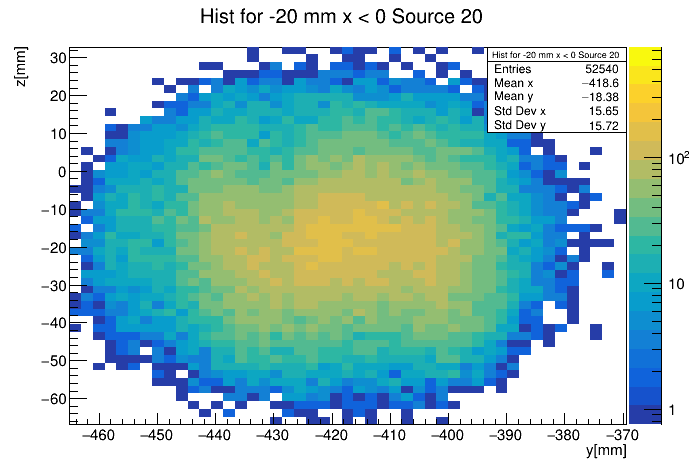 Hist for -20 mm x < 0 Source 20
z[mm]
Hist for -20 mm x < 0 Source 20
Entries 52540
Mean x −418.6
Mean y −18.38
Std Dev x 15.65
Std Dev y 15.72
30
20
10
0
−10
−20
−30
−40
−50
−60
10²
10
1
−460 −450 −440 −430 −420 −410 −400 −390 −380 −370
y[mm]